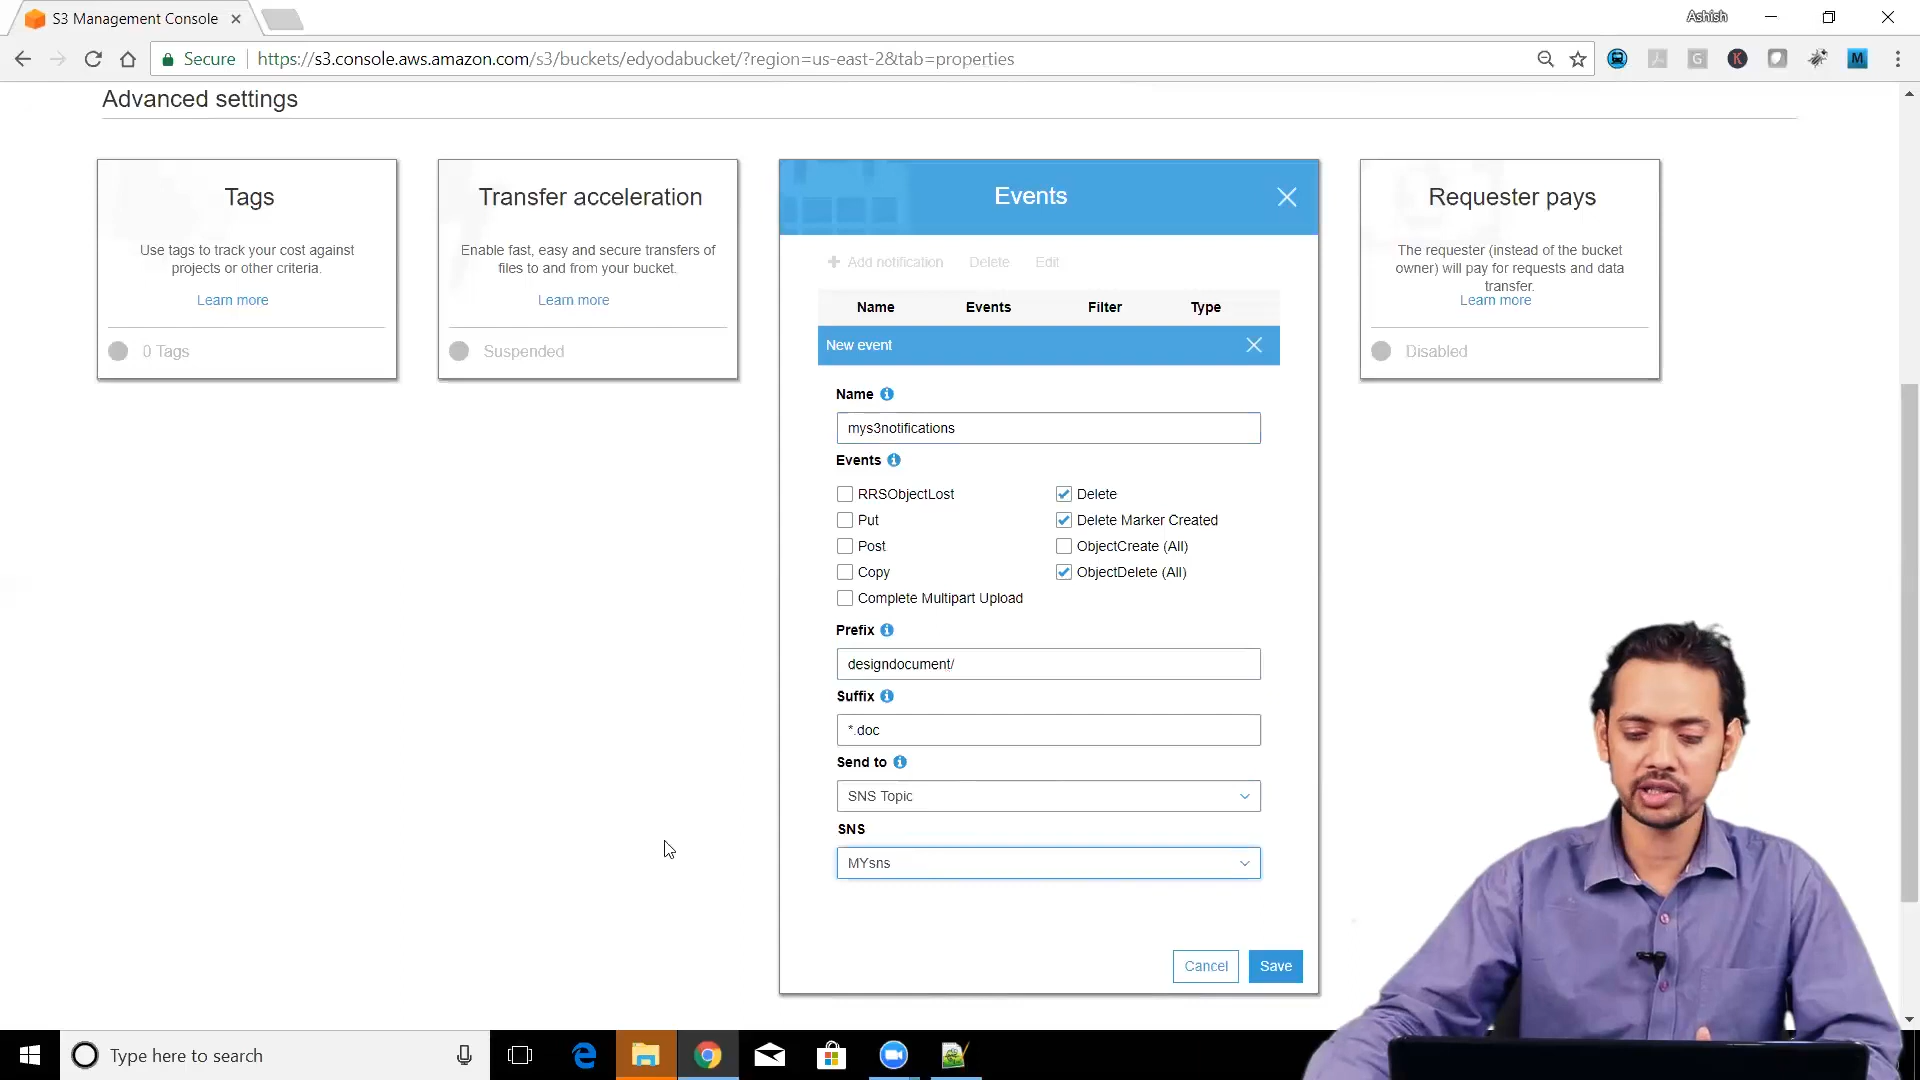 S3 Management Console
Ashish
Secure
https://s3.console.aws.amazon.com/s3/buckets/edyodabucket/?region=us-east-2&tab=properties
G
K
M
Advanced settings
Tags
Use tags to track your cost against
projects or other criteria.
Learn more
0 Tags
Transfer acceleration
Enable fast, easy and secure transfers of
files to and from your bucket.
Learn more
Suspended
Events
Add notification Delete Edit
Name Events Filter Type
New event
Name
mys3notifications
Events
RRSObjectLost
Put
Post
Copy
Complete Multipart Upload
Delete
Delete Marker Created
ObjectCreate (All)
ObjectDelete (All)
Prefix
designdocument/
Suffix
*.doc
Send to
SNS Topic
SNS
MYsns
Cancel Save
Requester pays
The requester (instead of the bucket
owner) will pay for requests and data
transfer.
Learn more
Disabled
Type here to search